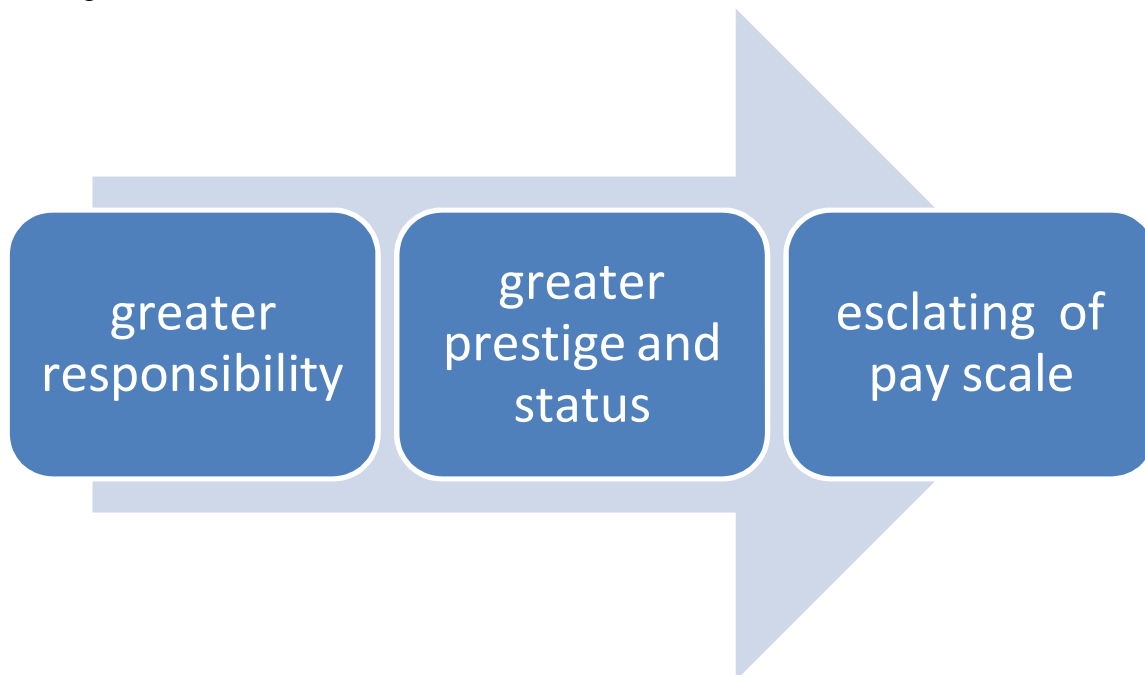 greater
responsibility
greater
prestige and
status
esclating of
pay scale